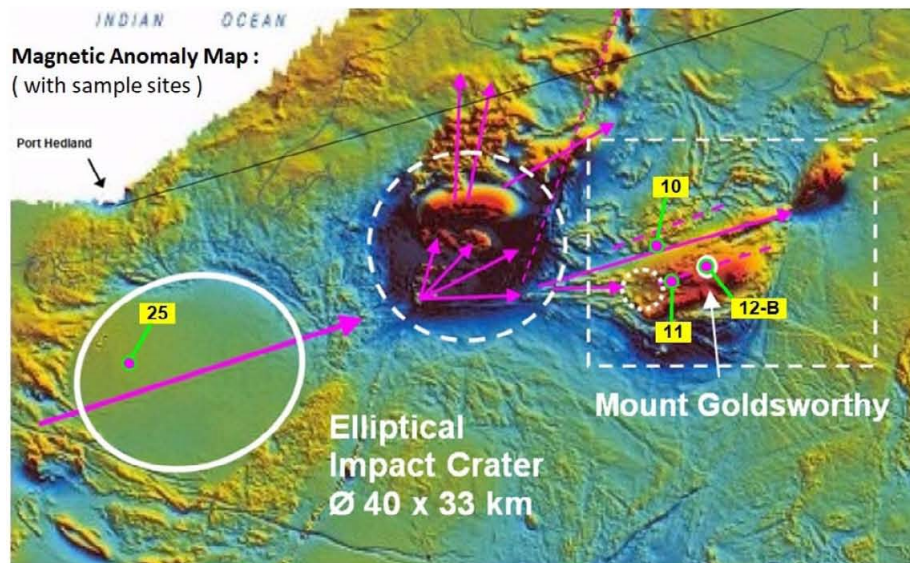 INDIAN OCEAN
Magnetic Anomaly Map :
( with sample sites )
Port Hedland
10
25
11
12-B
Mount Goldsworthy
Elliptical
Impact Crater
Ø 40 x 33 km